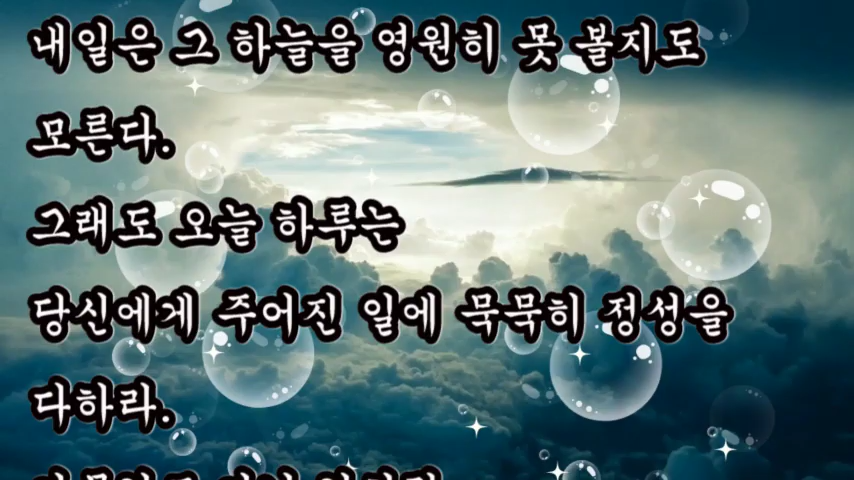 내일은 그 하늘을 영원히 못 볼지도
모른다.
그래도 오늘 하루는
당신에게 주어진 일에 묵묵히 정성을
다하라.